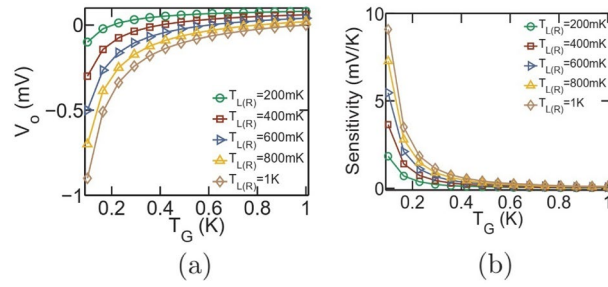 0
-0.5
-1
V_o (mV)
0.2 0.4 0.6 0.8 1
T_G (K)
T_L(R)=200mK
T_L(R)=400mK
T_L(R)=600mK
T_L(R)=800mK
T_L(R)=1K
(a)
10
5
0
Sensitivity (mV/K)
0.2 0.4 0.6 0.8 1
T_G (K)
T_L(R)=200mK
T_L(R)=400mK
T_L(R)=600mK
T_L(R)=800mK
T_L(R)=1K
(b)